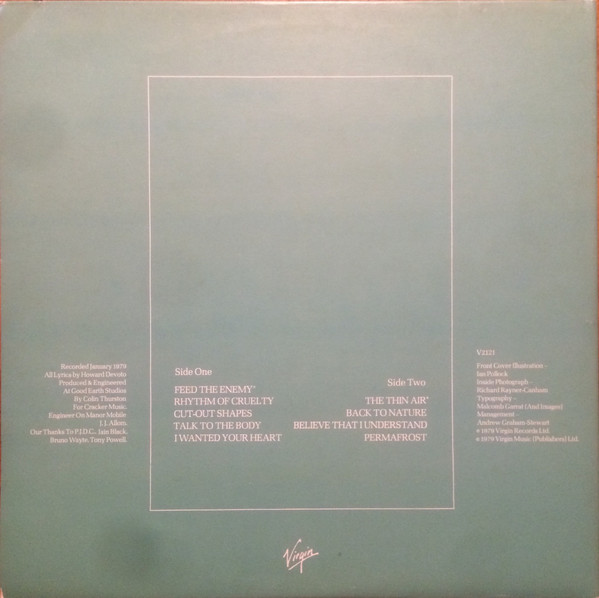 Recorded January 1979
All Lyrics by Howard Devoto
Produced & Engineered
At Good Earth Studios
By Colin Thurston
For Cracker Music.
Engineer On Manor Mobile
J.J. Allom.
Our Thanks To P.J.D.C., Iain Black,
Bruno Wayte, Tony Powell.
Side One
FEED THE ENEMY*
RHYTHM OF CRUELTY
CUT-OUT SHAPES
TALK TO THE BODY
I WANTED YOUR HEART
Side Two
THE THIN AIR*
BACK TO NATURE
BELIEVE THAT I UNDERSTAND
PERMAFROST
V2121
Front Cover Illustration -
Ian Pollock
Inside Photograph -
Richard Rayner-Canham
Typography -
Malcolm Garrett (And Images)
Management -
Andrew Graham-Stewart
℗ 1979 Virgin Records Ltd.
© 1979 Virgin Music (Publishers) Ltd.
Virgin